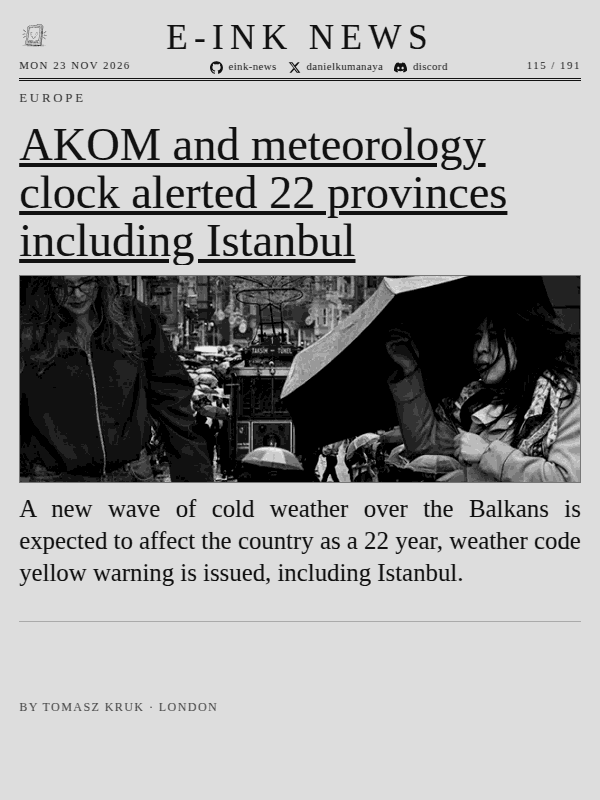 E-INK NEWS
MON 23 NOV 2026
eink-news danielkumanaya discord
115 / 191
EUROPE
AKOM and meteorology
clock alerted 22 provinces
including Istanbul
TAKSİM — TÜNEL
A new wave of cold weather over the Balkans is
expected to affect the country as a 22 year, weather code
yellow warning is issued, including Istanbul.
BY TOMASZ KRUK · LONDON